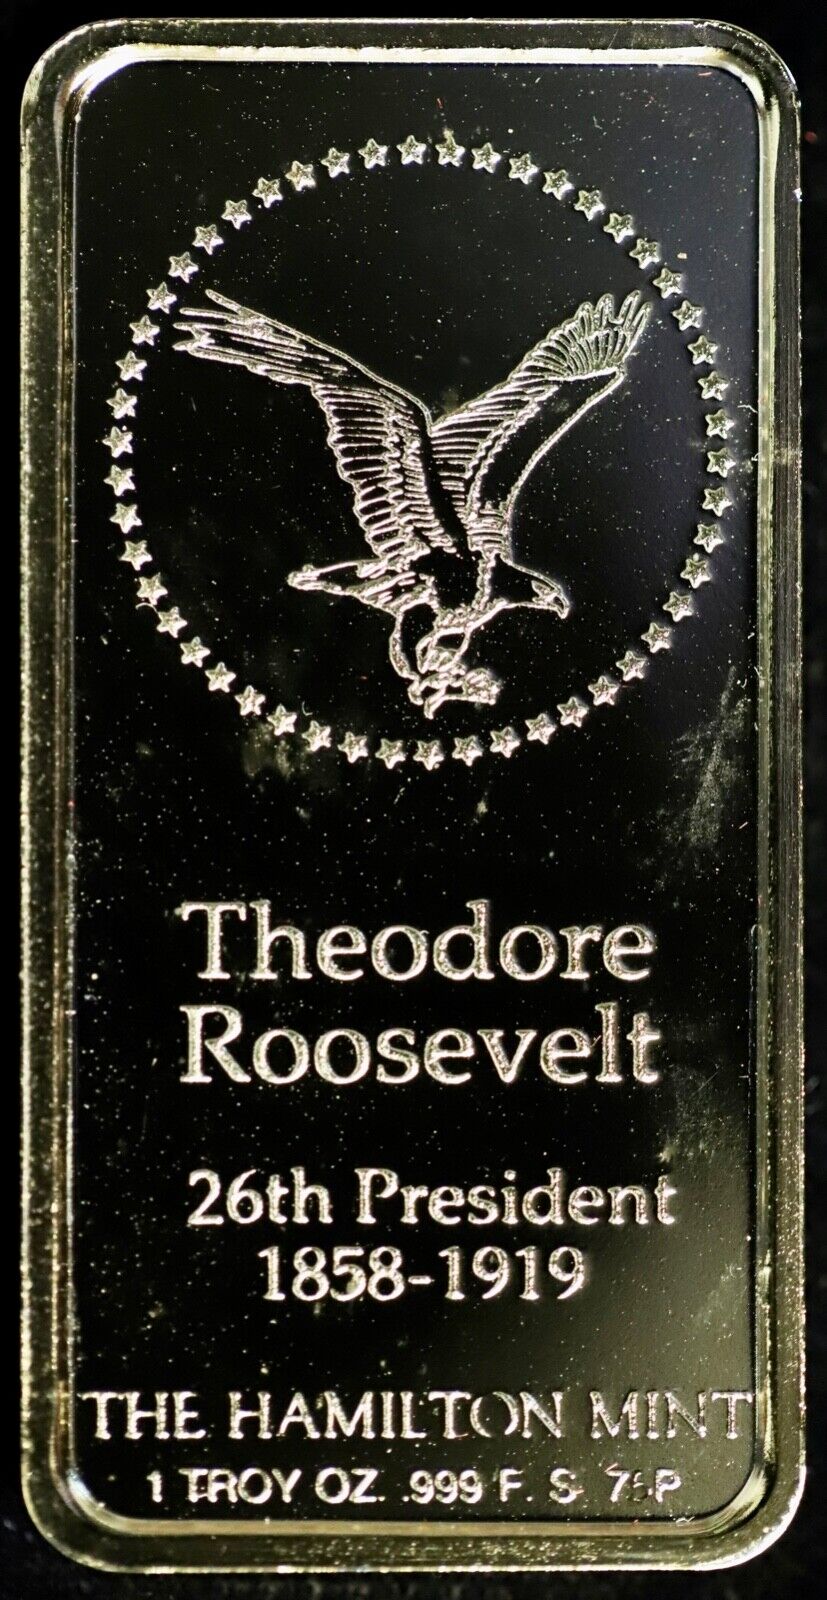 Theodore
Roosevelt
26th President
1858-1919
THE HAMILTON MINT
1 TROY OZ. .999 F. S 75P